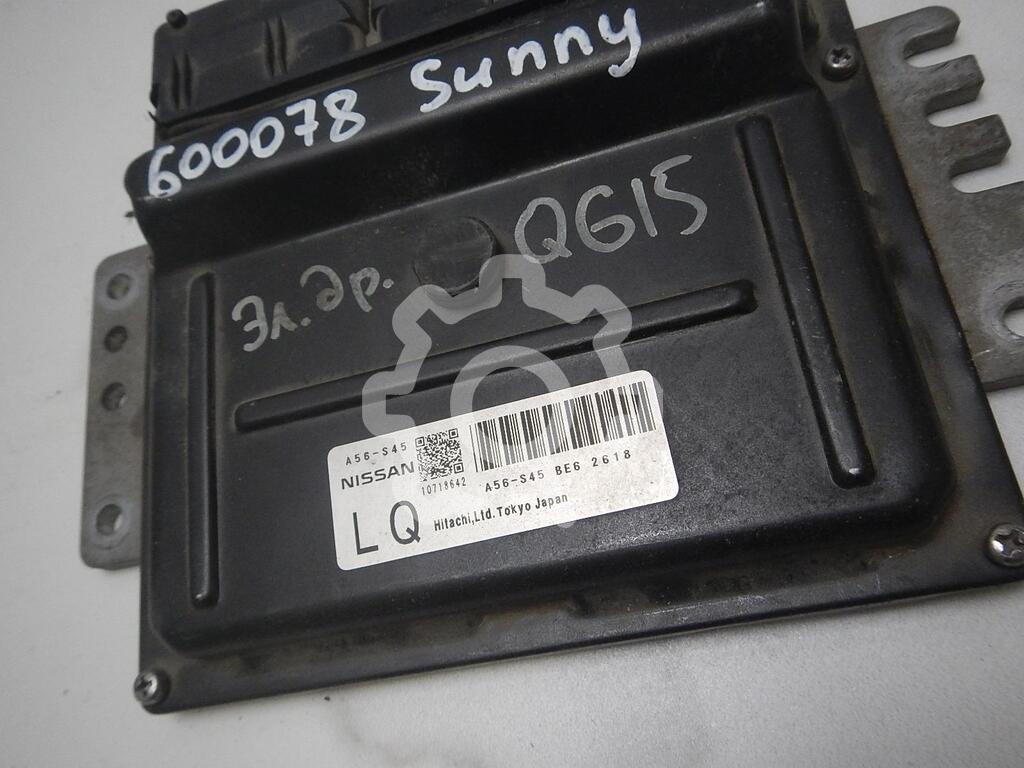 600078 Sunny
Эл. др. QG15
A56-S45
NISSAN
10718642
A56-S45 BE6 2618
LQ Hitachi,Ltd.Tokyo Japan